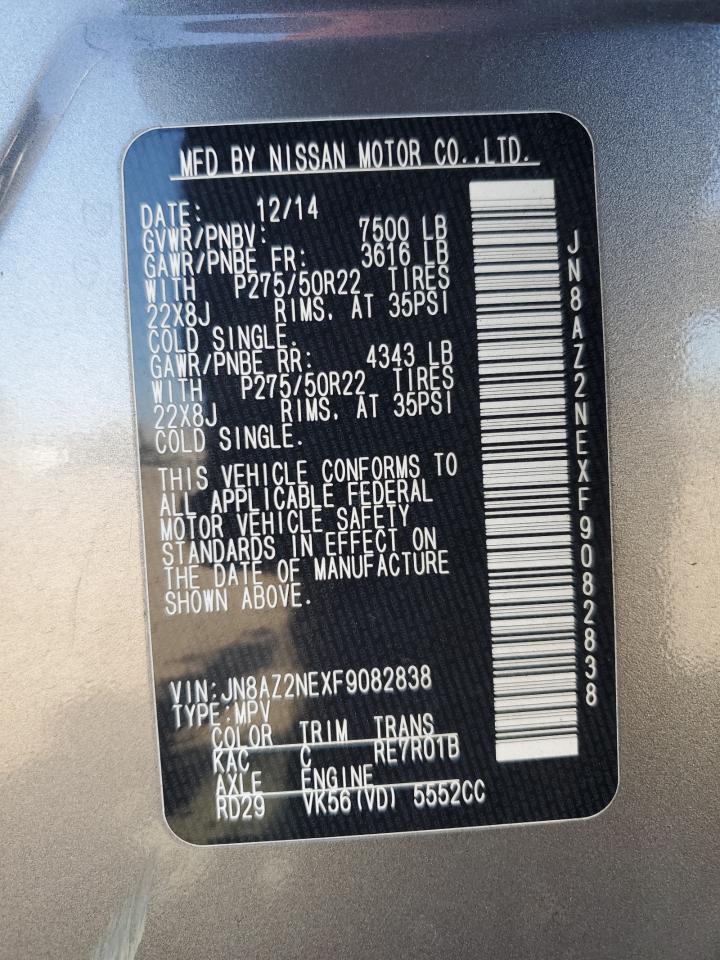 MFD BY NISSAN MOTOR CO.,LTD.
DATE: 12/14
GVWR/PNBV: 7500 LB
GAWR/PNBE FR: 3616 LB
WITH P275/50R22 TIRES
22X8J RIMS, AT 35PSI
COLD SINGLE.
GAWR/PNBE RR: 4343 LB
WITH P275/50R22 TIRES
22X8J RIMS, AT 35PSI
COLD SINGLE.
THIS VEHICLE CONFORMS TO
ALL APPLICABLE FEDERAL
MOTOR VEHICLE SAFETY
STANDARDS IN EFFECT ON
THE DATE OF MANUFACTURE
SHOWN ABOVE.
VIN:JN8AZ2NEXF9082838
TYPE:MPV
COLOR TRIM TRANS
KAC C RE7R01B
AXLE ENGINE
RD29 VK56(VD) 5552CC
JN8AZ2NEXF9082838